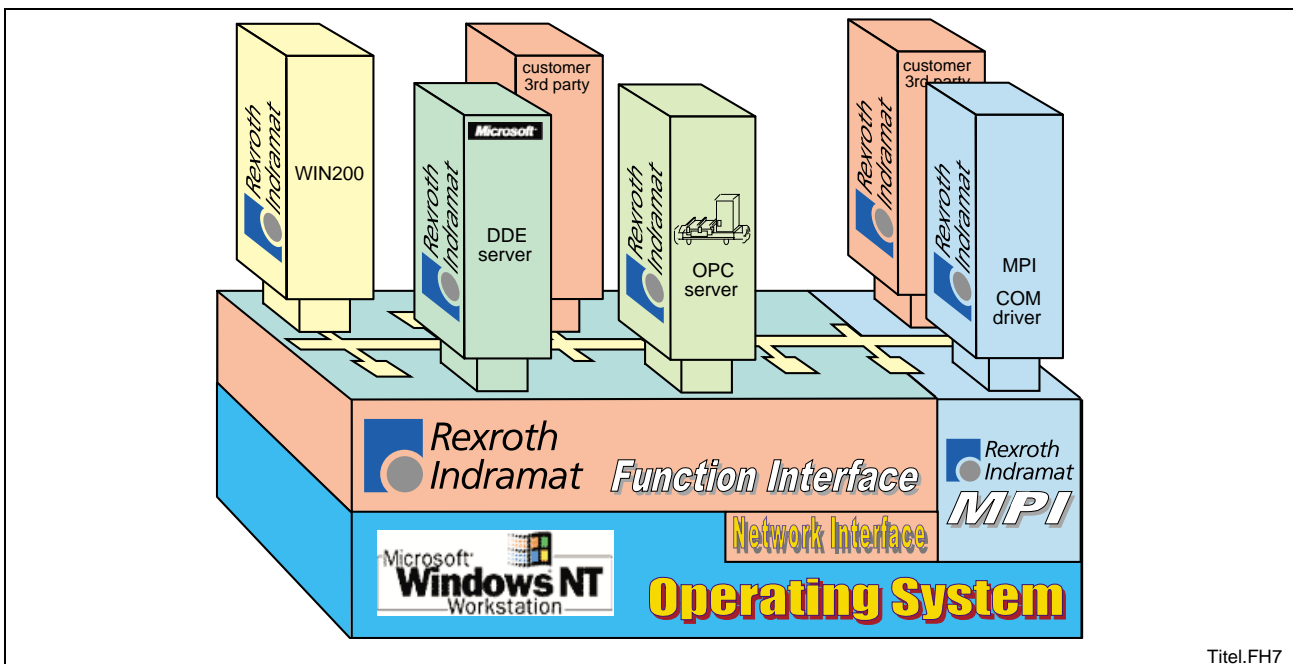 customer
3rd party
customer
3rd party
Rexroth
Indramat
WIN200
Microsoft
Rexroth
Indramat
DDE
server
Rexroth
Indramat
OPC
server
Rexroth
Indramat
Rexroth
Indramat
MPI
COM
driver
Rexroth
Indramat
Function Interface
Rexroth
Indramat
MPI
Network Interface
Microsoft
Windows NT
Workstation
Operating System
Titel.FH7